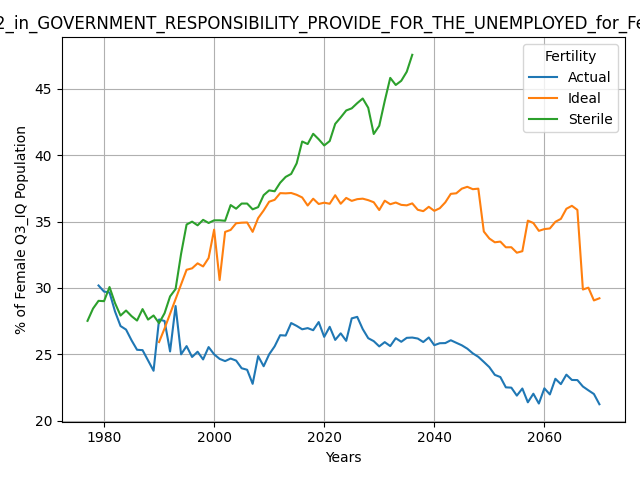 2_in_GOVERNMENT_RESPONSIBILITY_PROVIDE_FOR_THE_UNEMPLOYED_for_Fe
% of Female Q3_IQ Population
45
40
35
30
25
20
1980
2000
2020
2040
2060
Years
Fertility
Actual
Ideal
Sterile